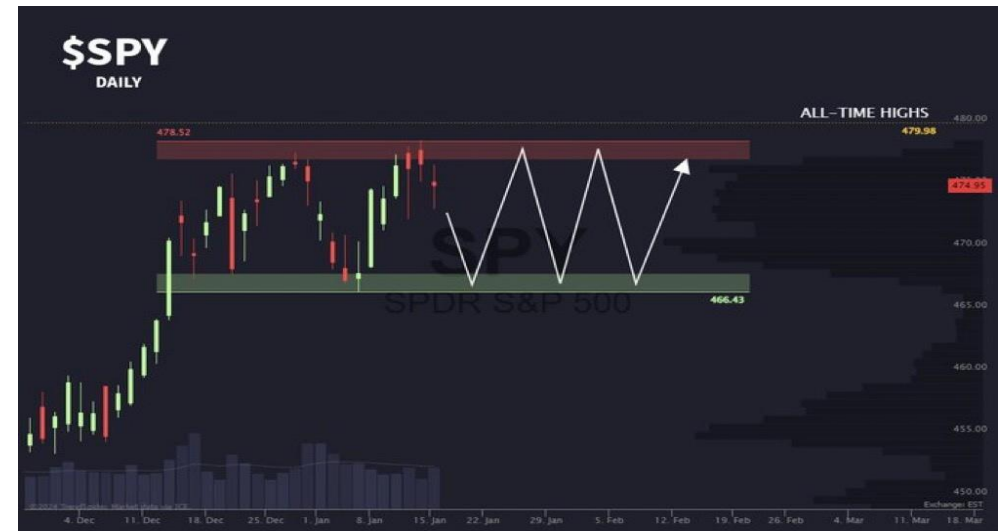 $SPY
DAILY
ALL-TIME HIGHS
480.00
478.52
479.98
474.95
470.00
SPY
SPDR S&P 500
466.43
465.00
460.00
455.00
450.00
Exchange: EST
4. Dec 11. Dec 18. Dec 25. Dec 1. Jan 8. Jan 15. Jan 22. Jan 29. Jan 5. Feb 12. Feb 19. Feb 26. Feb 4. Mar 11. Mar 18. Mar